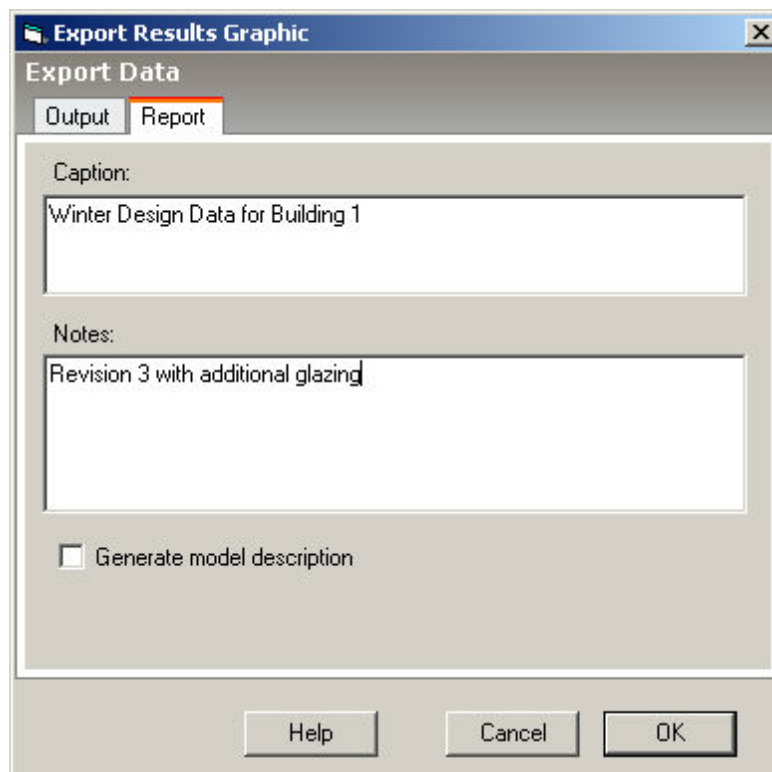 Export Results Graphic
Export Data
Output Report
Caption:
Winter Design Data for Building 1
Notes:
Revision 3 with additional glazing
Generate model description
Help Cancel OK